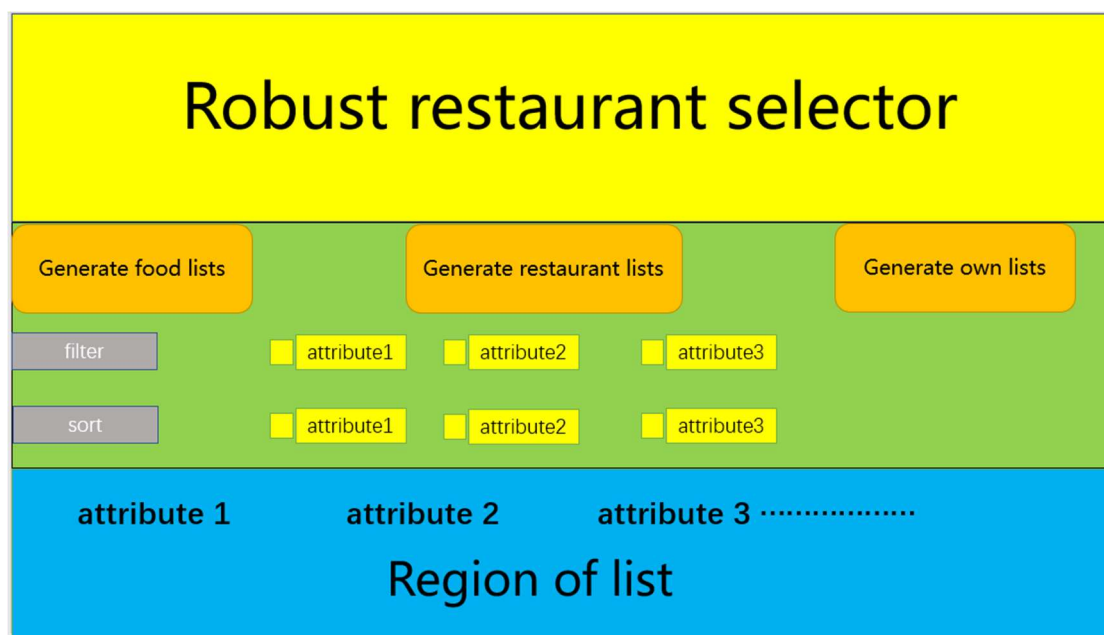 Robust restaurant selector
Generate food lists Generate restaurant lists Generate own lists
filter attribute1 attribute2 attribute3
sort attribute1 attribute2 attribute3
attribute 1 attribute 2 attribute 3 ··················
Region of list